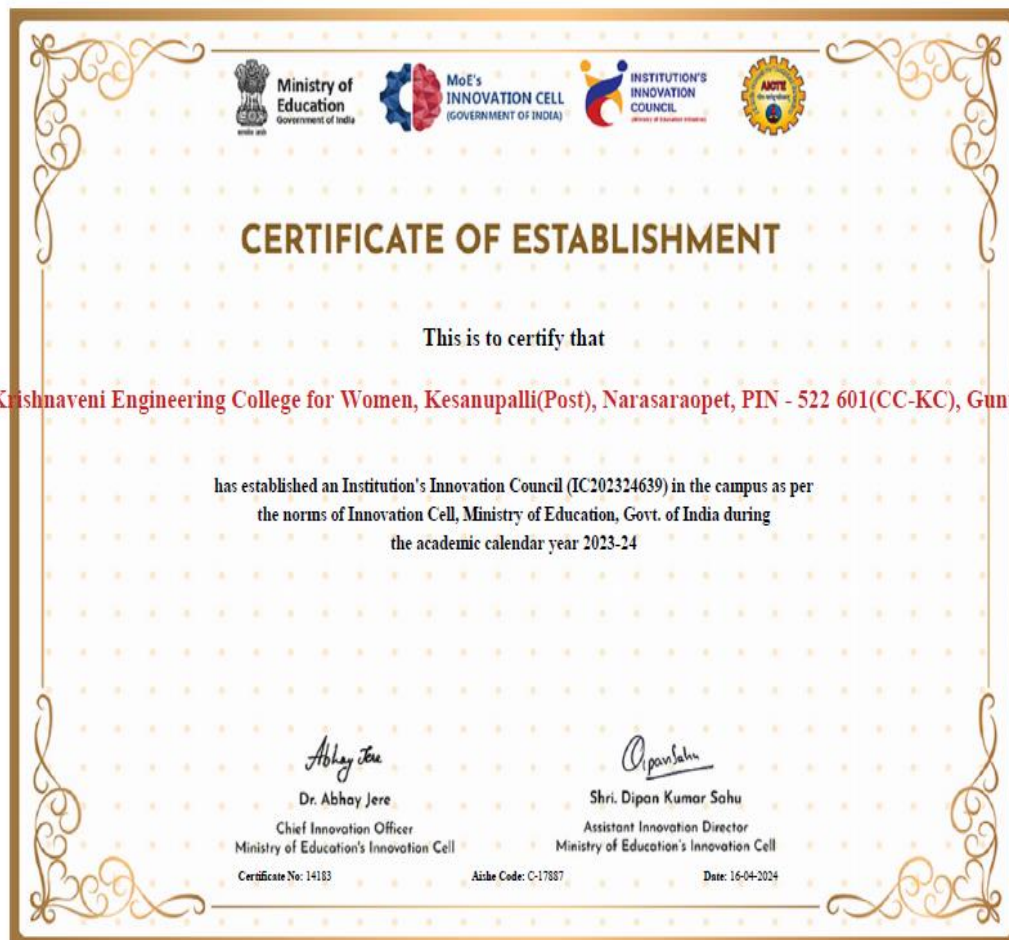 Ministry of
Education
Government of India
MoE's
INNOVATION CELL
(GOVERNMENT OF INDIA)
INSTITUTION'S
INNOVATION
COUNCIL
(Ministry of Education Initiative)
AICTE
CERTIFICATE OF ESTABLISHMENT
This is to certify that
Krishnaveni Engineering College for Women, Kesanupalli(Post), Narasaraopet, PIN - 522 601(CC-KC), Gun
has established an Institution's Innovation Council (IC202324639) in the campus as per
the norms of Innovation Cell, Ministry of Education, Govt. of India during
the academic calendar year 2023-24
Abhay Jere
DipanSahu
Dr. Abhay Jere
Shri. Dipan Kumar Sahu
Chief Innovation Officer
Assistant Innovation Director
Ministry of Education's Innovation Cell
Ministry of Education's Innovation Cell
Certificate No: 14183
Aishe Code: C-17887
Date: 16-04-2024